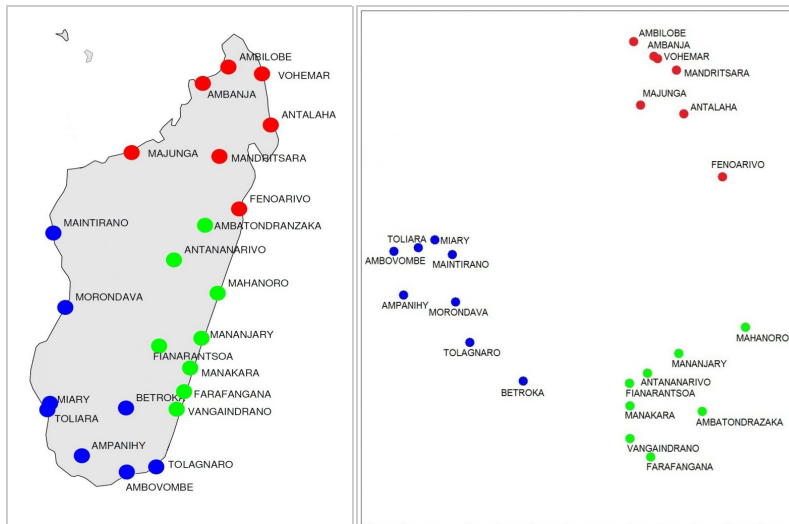 AMBILOBE
VOHEMAR
AMBANJA
ANTALAHA
MAJUNGA
MANDRITSARA
FENOARIVO
MAINTIRANO
AMBATONDRANZAKA
ANTANANARIVO
MAHANORO
MORONDAVA
MANANJARY
FIANARANTSOA
MANAKARA
FARAFANGANA
BETROKA
MIARY
VANGAINDRANO
TOLIARA
AMPANIHY
TOLAGNARO
AMBOVOMBE
AMBILOBE
AMBANJA
VOHEMAR
MANDRITSARA
MAJUNGA
ANTALAHA
FENOARIVO
TOLIARA
MIARY
AMBOVOMBE
MAINTIRANO
AMPANIHY
MORONDAVA
TOLAGNARO
MAHANORO
MANANJARY
BETROKA
ANTANANARIVO
FIANARANTSOA
MANAKARA
AMBATONDRAZAKA
VANGAINDRANO
FARAFANGANA